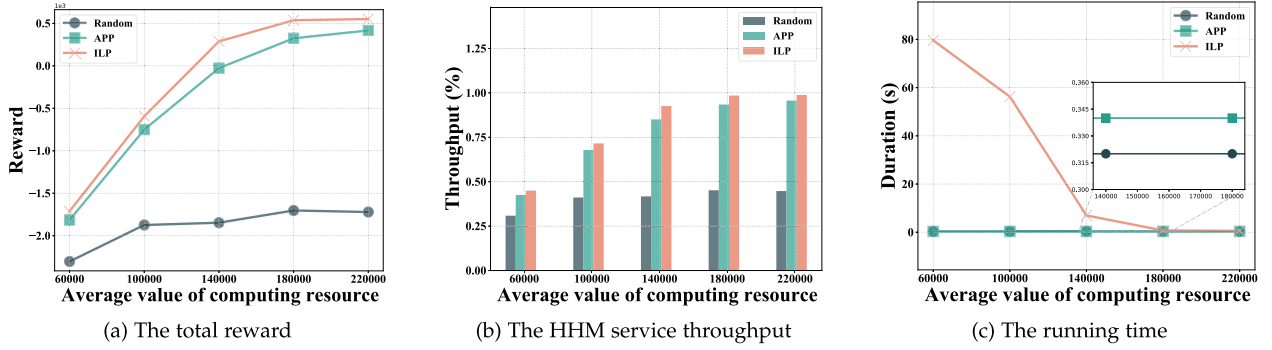 1e3
0.5
0.0
−0.5
−1.0
−1.5
−2.0
Reward
Random
APP
ILP
60000 100000 140000 180000 220000
Average value of computing resource
(a) The total reward
1.25
1.00
0.75
0.50
0.25
0.00
Throughput (%)
Random
APP
ILP
60000 100000 140000 180000 220000
Average value of computing resource
(b) The HHM service throughput
80
60
40
20
0
Duration (s)
Random
APP
ILP
0.360
0.345
0.330
0.315
0.300
140000 150000 160000 170000 180000
60000 100000 140000 180000 220000
Average value of computing resource
(c) The running time